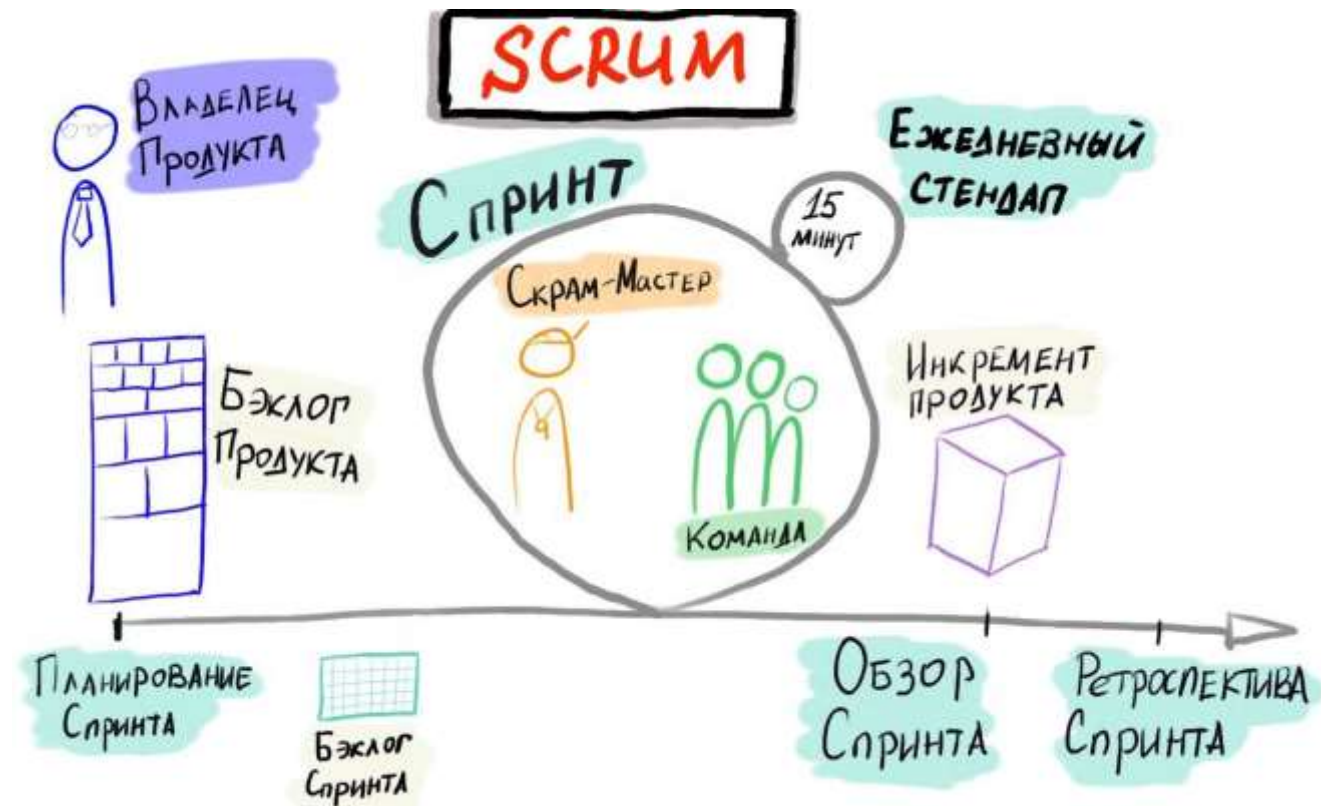 SCRUM
Владелец
Продукта
Спринт
15
минут
Ежедневный
стендап
Скрам-Мастер
Бэклог
Продукта
Команда
Инкремент
продукта
Планирование
Спринта
Бэклог
Спринта
Обзор
Спринта
Ретроспектива
Спринта